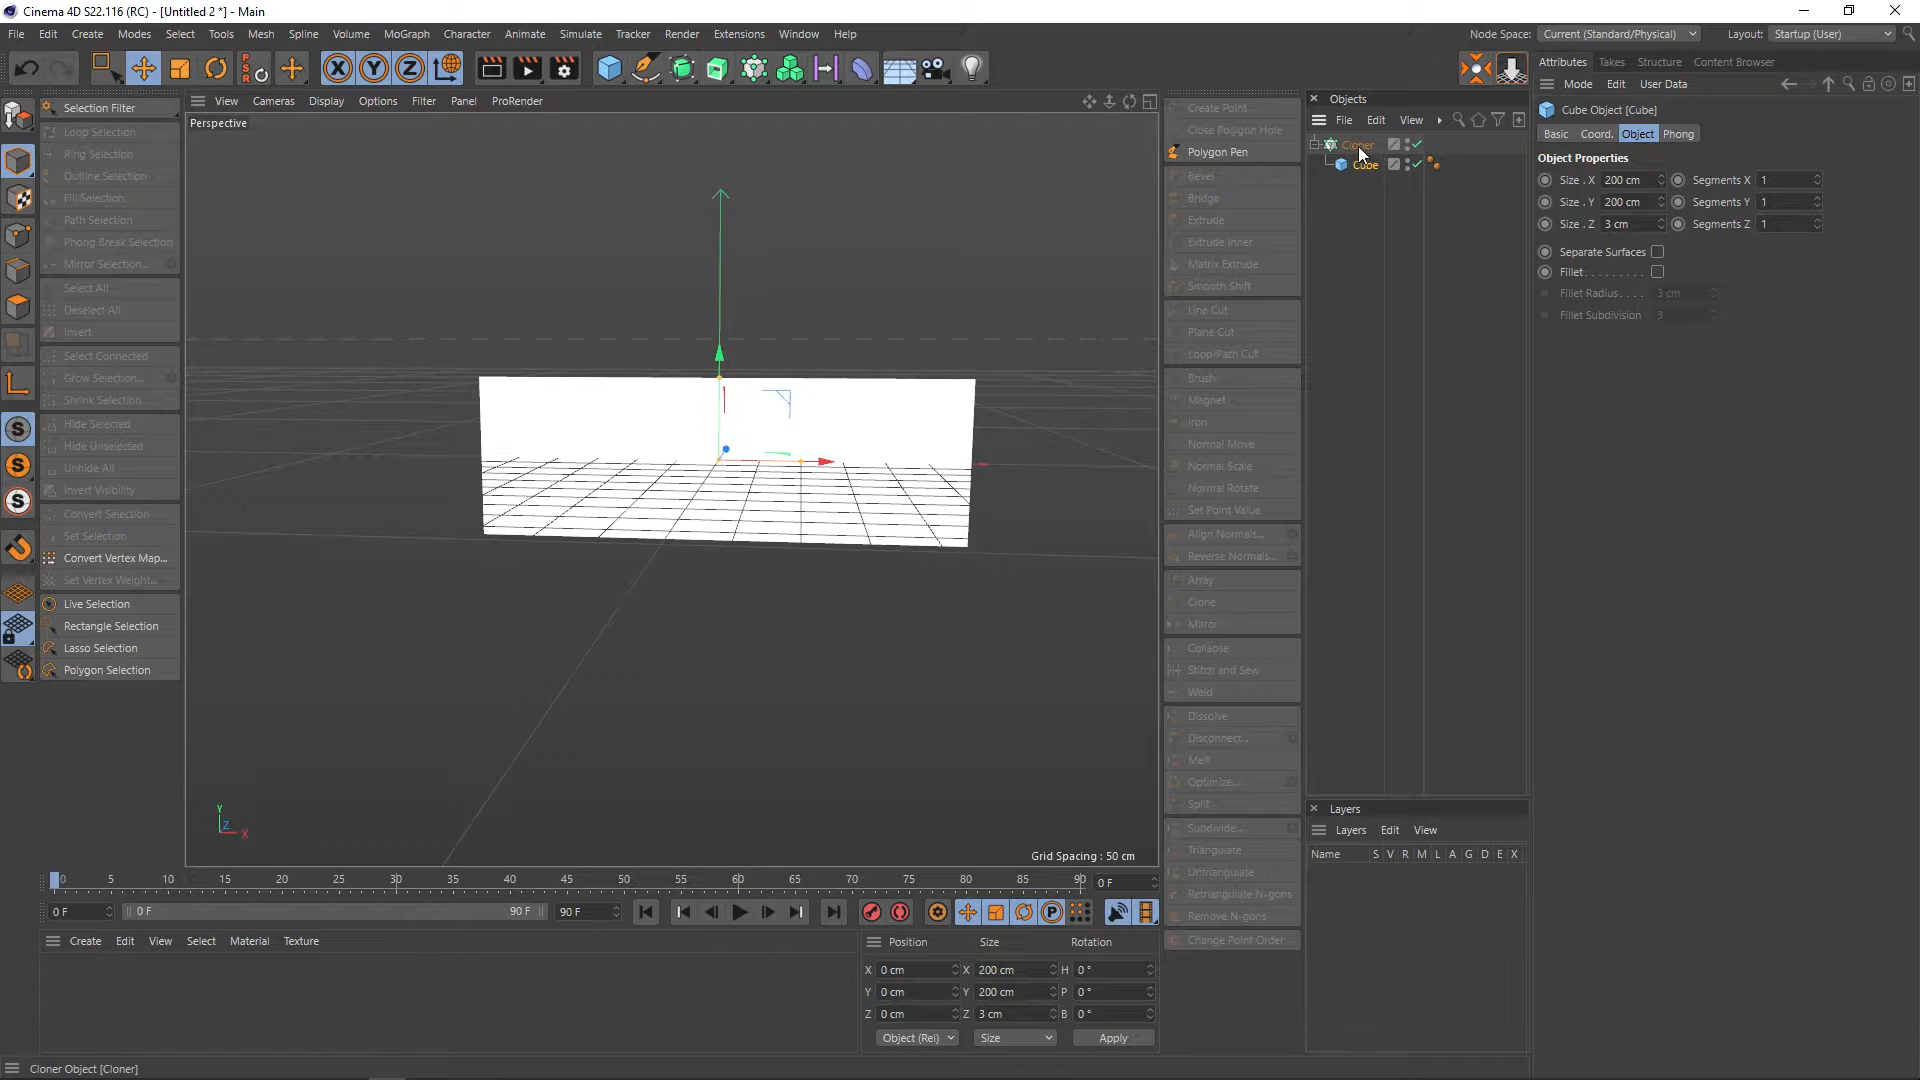 Cinema 4D S22.116 (RC) - [Untitled 2 *] - Main
File Edit Create Modes Select Tools Mesh Spline Volume MoGraph Character Animate Simulate Tracker Render Extensions Window Help
Node Space: Current (Standard/Physical) Layout: Startup (User)
Selection Filter
Loop Selection
Ring Selection
Outline Selection
Fill Selection
Path Selection
Phong Break Selection
Mirror Selection...
Select All
Deselect All
Invert
Select Connected
Grow Selection...
Shrink Selection
Hide Selected
Hide Unselected
Unhide All
Invert Visibility
Convert Selection
Set Selection
Convert Vertex Map...
Set Vertex Weight...
Live Selection
Rectangle Selection
Lasso Selection
Polygon Selection
View Cameras Display Options Filter Panel ProRender
Perspective
Y
Z
X
Grid Spacing : 50 cm
Create Point
Close Polygon Hole
Polygon Pen
Bevel
Bridge
Extrude
Extrude Inner
Matrix Extrude
Smooth Shift
Line Cut
Plane Cut
Loop/Path Cut
Brush
Magnet
Iron
Normal Move
Normal Scale
Normal Rotate
Set Point Value
Align Normals...
Reverse Normals...
Array
Clone
Mirror
Collapse
Stitch and Sew
Weld
Dissolve
Disconnect...
Melt
Optimize...
Split
Subdivide...
Triangulate
Untriangulate
Retriangulate N-gons
Remove N-gons
Change Point Order
Objects
File Edit View
Cloner
Cube
Layers
Layers Edit View
Name S V R M L A G D E X
Attributes Takes Structure Content Browser
Mode Edit User Data
Cube Object [Cube]
Basic Coord. Object Phong
Object Properties
Size . X 200 cm Segments X 1
Size . Y 200 cm Segments Y 1
Size . Z 3 cm Segments Z 1
Separate Surfaces
Fillet . . . . . . . . .
Fillet Radius. . . . 3 cm
Fillet Subdivision 3
0 5 10 15 20 25 30 35 40 45 50 55 60 65 70 75 80 85 90 0 F
0 F 0 F 90 F 90 F
Create Edit View Select Material Texture
Position Size Rotation
X 0 cm X 200 cm H 0 °
Y 0 cm Y 200 cm P 0 °
Z 0 cm Z 3 cm B 0 °
Object (Rel) Size Apply
Cloner Object [Cloner]